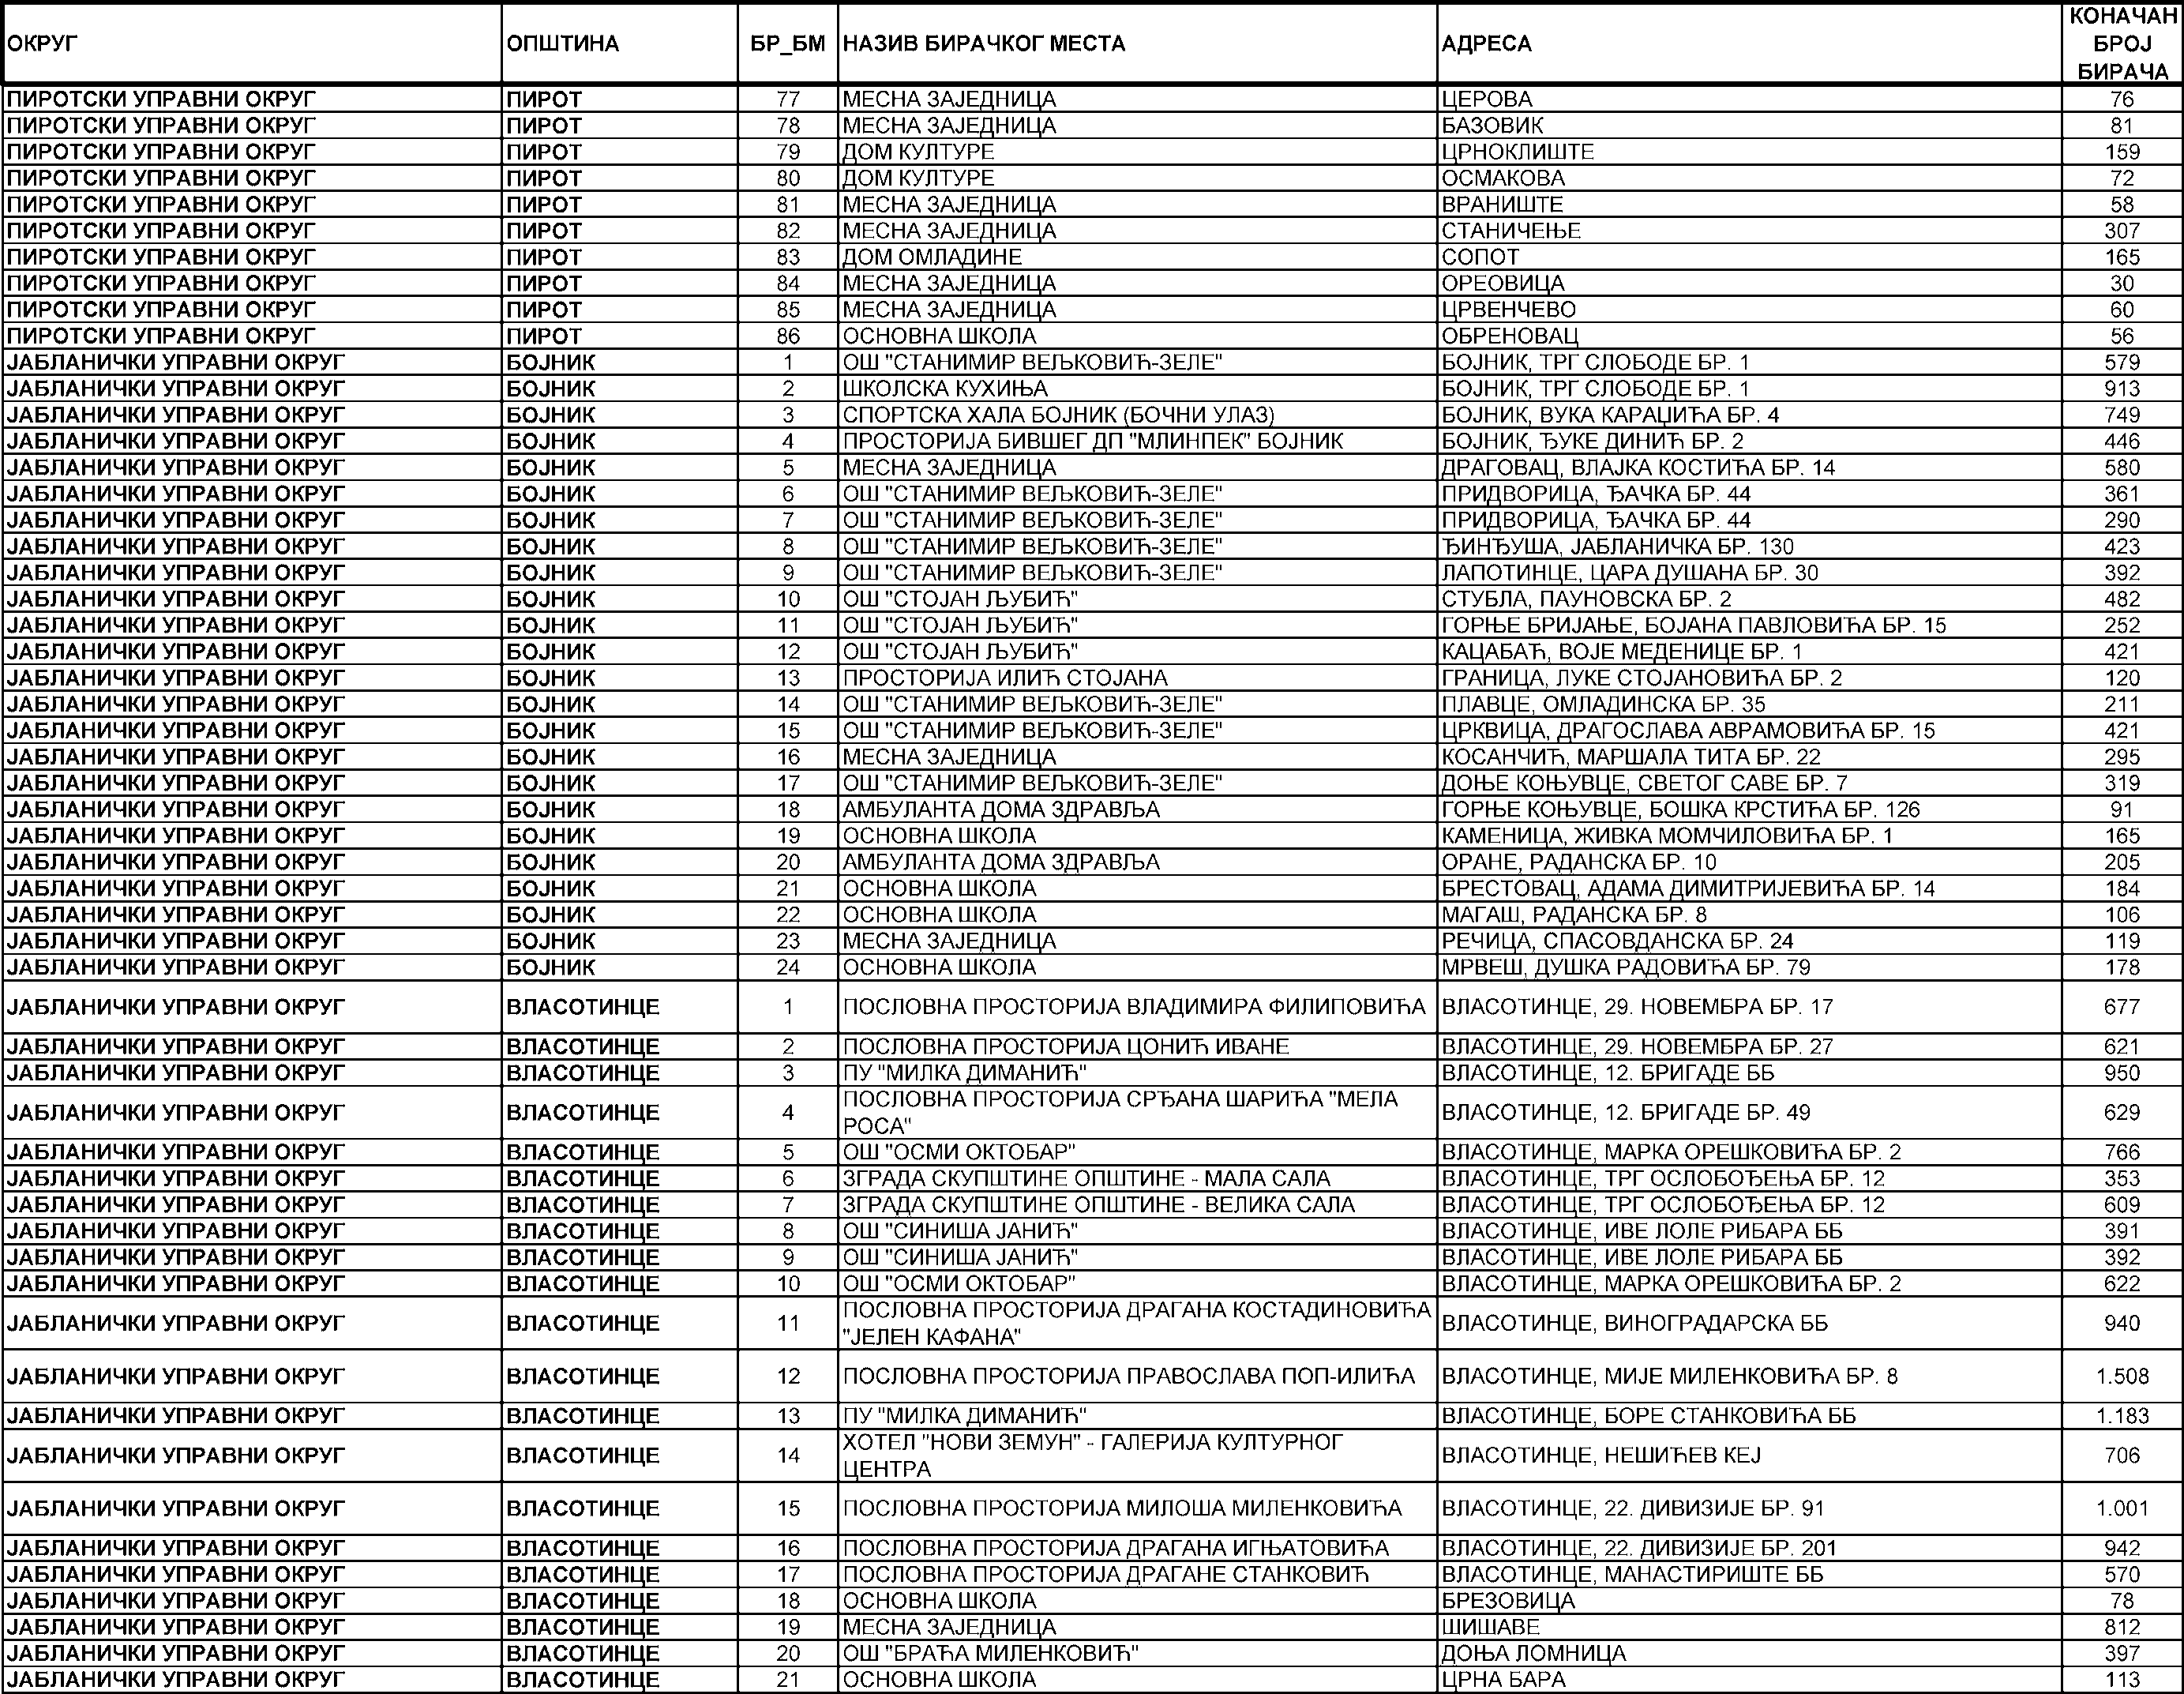 ОКРУГ ОПШТИНА БР_БМ НАЗИВ БИРАЧКОГ МЕСТА АДРЕСА КОНАЧАН БРОЈ БИРАЧА
ПИРОТСКИ УПРАВНИ ОКРУГ ПИРОТ 77 МЕСНА ЗАЈЕДНИЦА ЦЕРОВА 76
ПИРОТСКИ УПРАВНИ ОКРУГ ПИРОТ 78 МЕСНА ЗАЈЕДНИЦА БАЗОВИК 81
ПИРОТСКИ УПРАВНИ ОКРУГ ПИРОТ 79 ДОМ КУЛТУРЕ ЦРНОКЛИШТЕ 159
ПИРОТСКИ УПРАВНИ ОКРУГ ПИРОТ 80 ДОМ КУЛТУРЕ ОСМАКОВА 72
ПИРОТСКИ УПРАВНИ ОКРУГ ПИРОТ 81 МЕСНА ЗАЈЕДНИЦА ВРАНИШТЕ 58
ПИРОТСКИ УПРАВНИ ОКРУГ ПИРОТ 82 МЕСНА ЗАЈЕДНИЦА СТАНИЧЕЊЕ 307
ПИРОТСКИ УПРАВНИ ОКРУГ ПИРОТ 83 ДОМ ОМЛАДИНЕ СОПОТ 165
ПИРОТСКИ УПРАВНИ ОКРУГ ПИРОТ 84 МЕСНА ЗАЈЕДНИЦА ОРЕОВИЦА 30
ПИРОТСКИ УПРАВНИ ОКРУГ ПИРОТ 85 МЕСНА ЗАЈЕДНИЦА ЦРВЕНЧЕВО 60
ПИРОТСКИ УПРАВНИ ОКРУГ ПИРОТ 86 ОСНОВНА ШКОЛА ОБРЕНОВАЦ 56
ЈАБЛАНИЧКИ УПРАВНИ ОКРУГ БОЈНИК 1 ОШ "СТАНИМИР ВЕЉКОВИЋ-ЗЕЛЕ" БОЈНИК, ТРГ СЛОБОДЕ БР. 1 579
ЈАБЛАНИЧКИ УПРАВНИ ОКРУГ БОЈНИК 2 ШКОЛСКА КУХИЊА БОЈНИК, ТРГ СЛОБОДЕ БР. 1 913
ЈАБЛАНИЧКИ УПРАВНИ ОКРУГ БОЈНИК 3 СПОРТСКА ХАЛА БОЈНИК (БОЧНИ УЛАЗ) БОЈНИК, ВУКА КАРАЏИЋА БР. 4 749
ЈАБЛАНИЧКИ УПРАВНИ ОКРУГ БОЈНИК 4 ПРОСТОРИЈА БИВШЕГ ДП "МЛИНПЕК" БОЈНИК БОЈНИК, ЂУКЕ ДИНИЋ БР. 2 446
ЈАБЛАНИЧКИ УПРАВНИ ОКРУГ БОЈНИК 5 МЕСНА ЗАЈЕДНИЦА ДРАГОВАЦ, ВЛАЈКА КОСТИЋА БР. 14 580
ЈАБЛАНИЧКИ УПРАВНИ ОКРУГ БОЈНИК 6 ОШ "СТАНИМИР ВЕЉКОВИЋ-ЗЕЛЕ" ПРИДВОРИЦА, ЂАЧКА БР. 44 361
ЈАБЛАНИЧКИ УПРАВНИ ОКРУГ БОЈНИК 7 ОШ "СТАНИМИР ВЕЉКОВИЋ-ЗЕЛЕ" ПРИДВОРИЦА, ЂАЧКА БР. 44 290
ЈАБЛАНИЧКИ УПРАВНИ ОКРУГ БОЈНИК 8 ОШ "СТАНИМИР ВЕЉКОВИЋ-ЗЕЛЕ" ЂИНЂУША, ЈАБЛАНИЧКА БР. 130 423
ЈАБЛАНИЧКИ УПРАВНИ ОКРУГ БОЈНИК 9 ОШ "СТАНИМИР ВЕЉКОВИЋ-ЗЕЛЕ" ЛАПОТИНЦЕ, ЦАРА ДУШАНА БР. 30 392
ЈАБЛАНИЧКИ УПРАВНИ ОКРУГ БОЈНИК 10 ОШ "СТОЈАН ЉУБИЋ" СТУБЛА, ПАУНОВСКА БР. 2 482
ЈАБЛАНИЧКИ УПРАВНИ ОКРУГ БОЈНИК 11 ОШ "СТОЈАН ЉУБИЋ" ГОРЊЕ БРИЈАЊЕ, БОЈАНА ПАВЛОВИЋА БР. 15 252
ЈАБЛАНИЧКИ УПРАВНИ ОКРУГ БОЈНИК 12 ОШ "СТОЈАН ЉУБИЋ" КАЦАБАЋ, ВОЈЕ МЕДЕНИЦЕ БР. 1 421
ЈАБЛАНИЧКИ УПРАВНИ ОКРУГ БОЈНИК 13 ПРОСТОРИЈА ИЛИЋ СТОЈАНА ГРАНИЦА, ЛУКЕ СТОЈАНОВИЋА БР. 2 120
ЈАБЛАНИЧКИ УПРАВНИ ОКРУГ БОЈНИК 14 ОШ "СТАНИМИР ВЕЉКОВИЋ-ЗЕЛЕ" ПЛАВЦЕ, ОМЛАДИНСКА БР. 35 211
ЈАБЛАНИЧКИ УПРАВНИ ОКРУГ БОЈНИК 15 ОШ "СТАНИМИР ВЕЉКОВИЋ-ЗЕЛЕ" ЦРКВИЦА, ДРАГОСЛАВА АВРАМОВИЋА БР. 15 421
ЈАБЛАНИЧКИ УПРАВНИ ОКРУГ БОЈНИК 16 МЕСНА ЗАЈЕДНИЦА КОСАНЧИЋ, МАРШАЛА ТИТА БР. 22 295
ЈАБЛАНИЧКИ УПРАВНИ ОКРУГ БОЈНИК 17 ОШ "СТАНИМИР ВЕЉКОВИЋ-ЗЕЛЕ" ДОЊЕ КОЊУВЦЕ, СВЕТОГ САВЕ БР. 7 319
ЈАБЛАНИЧКИ УПРАВНИ ОКРУГ БОЈНИК 18 АМБУЛАНТА ДОМА ЗДРАВЉА ГОРЊЕ КОЊУВЦЕ, БОШКА КРСТИЋА БР. 126 91
ЈАБЛАНИЧКИ УПРАВНИ ОКРУГ БОЈНИК 19 ОСНОВНА ШКОЛА КАМЕНИЦА, ЖИВКА МОМЧИЛОВИЋА БР. 1 165
ЈАБЛАНИЧКИ УПРАВНИ ОКРУГ БОЈНИК 20 АМБУЛАНТА ДОМА ЗДРАВЉА ОРАНЕ, РАДАНСКА БР. 10 205
ЈАБЛАНИЧКИ УПРАВНИ ОКРУГ БОЈНИК 21 ОСНОВНА ШКОЛА БРЕСТОВАЦ, АДАМА ДИМИТРИЈЕВИЋА БР. 14 184
ЈАБЛАНИЧКИ УПРАВНИ ОКРУГ БОЈНИК 22 ОСНОВНА ШКОЛА МАГАШ, РАДАНСКА БР. 8 106
ЈАБЛАНИЧКИ УПРАВНИ ОКРУГ БОЈНИК 23 МЕСНА ЗАЈЕДНИЦА РЕЧИЦА, СПАСОВДАНСКА БР. 24 119
ЈАБЛАНИЧКИ УПРАВНИ ОКРУГ БОЈНИК 24 ОСНОВНА ШКОЛА МРВЕШ, ДУШКА РАДОВИЋА БР. 79 178
ЈАБЛАНИЧКИ УПРАВНИ ОКРУГ ВЛАСОТИНЦЕ 1 ПОСЛОВНА ПРОСТОРИЈА ВЛАДИМИРА ФИЛИПОВИЋА ВЛАСОТИНЦЕ, 29. НОВЕМБРА БР. 17 677
ЈАБЛАНИЧКИ УПРАВНИ ОКРУГ ВЛАСОТИНЦЕ 2 ПОСЛОВНА ПРОСТОРИЈА ЦОНИЋ ИВАНЕ ВЛАСОТИНЦЕ, 29. НОВЕМБРА БР. 27 621
ЈАБЛАНИЧКИ УПРАВНИ ОКРУГ ВЛАСОТИНЦЕ 3 ПУ "МИЛКА ДИМАНИЋ" ВЛАСОТИНЦЕ, 12. БРИГАДЕ ББ 950
ЈАБЛАНИЧКИ УПРАВНИ ОКРУГ ВЛАСОТИНЦЕ 4 ПОСЛОВНА ПРОСТОРИЈА СРЂАНА ШАРИЋА "МЕЛА РОСА" ВЛАСОТИНЦЕ, 12. БРИГАДЕ БР. 49 629
ЈАБЛАНИЧКИ УПРАВНИ ОКРУГ ВЛАСОТИНЦЕ 5 ОШ "ОСМИ ОКТОБАР" ВЛАСОТИНЦЕ, МАРКА ОРЕШКОВИЋА БР. 2 766
ЈАБЛАНИЧКИ УПРАВНИ ОКРУГ ВЛАСОТИНЦЕ 6 ЗГРАДА СКУПШТИНЕ ОПШТИНЕ - МАЛА САЛА ВЛАСОТИНЦЕ, ТРГ ОСЛОБОЂЕЊА БР. 12 353
ЈАБЛАНИЧКИ УПРАВНИ ОКРУГ ВЛАСОТИНЦЕ 7 ЗГРАДА СКУПШТИНЕ ОПШТИНЕ - ВЕЛИКА САЛА ВЛАСОТИНЦЕ, ТРГ ОСЛОБОЂЕЊА БР. 12 609
ЈАБЛАНИЧКИ УПРАВНИ ОКРУГ ВЛАСОТИНЦЕ 8 ОШ "СИНИША ЈАНИЋ" ВЛАСОТИНЦЕ, ИВЕ ЛОЛЕ РИБАРА ББ 391
ЈАБЛАНИЧКИ УПРАВНИ ОКРУГ ВЛАСОТИНЦЕ 9 ОШ "СИНИША ЈАНИЋ" ВЛАСОТИНЦЕ, ИВЕ ЛОЛЕ РИБАРА ББ 392
ЈАБЛАНИЧКИ УПРАВНИ ОКРУГ ВЛАСОТИНЦЕ 10 ОШ "ОСМИ ОКТОБАР" ВЛАСОТИНЦЕ, МАРКА ОРЕШКОВИЋА БР. 2 622
ЈАБЛАНИЧКИ УПРАВНИ ОКРУГ ВЛАСОТИНЦЕ 11 ПОСЛОВНА ПРОСТОРИЈА ДРАГАНА КОСТАДИНОВИЋА "ЈЕЛЕН КАФАНА" ВЛАСОТИНЦЕ, ВИНОГРАДАРСКА ББ 940
ЈАБЛАНИЧКИ УПРАВНИ ОКРУГ ВЛАСОТИНЦЕ 12 ПОСЛОВНА ПРОСТОРИЈА ПРАВОСЛАВА ПОП-ИЛИЋА ВЛАСОТИНЦЕ, МИЈЕ МИЛЕНКОВИЋА БР. 8 1.508
ЈАБЛАНИЧКИ УПРАВНИ ОКРУГ ВЛАСОТИНЦЕ 13 ПУ "МИЛКА ДИМАНИЋ" ВЛАСОТИНЦЕ, БОРЕ СТАНКОВИЋА ББ 1.183
ЈАБЛАНИЧКИ УПРАВНИ ОКРУГ ВЛАСОТИНЦЕ 14 ХОТЕЛ "НОВИ ЗЕМУН" - ГАЛЕРИЈА КУЛТУРНОГ ЦЕНТРА ВЛАСОТИНЦЕ, НЕШИЋЕВ КЕЈ 706
ЈАБЛАНИЧКИ УПРАВНИ ОКРУГ ВЛАСОТИНЦЕ 15 ПОСЛОВНА ПРОСТОРИЈА МИЛОША МИЛЕНКОВИЋА ВЛАСОТИНЦЕ, 22. ДИВИЗИЈЕ БР. 91 1.001
ЈАБЛАНИЧКИ УПРАВНИ ОКРУГ ВЛАСОТИНЦЕ 16 ПОСЛОВНА ПРОСТОРИЈА ДРАГАНА ИГЊАТОВИЋА ВЛАСОТИНЦЕ, 22. ДИВИЗИЈЕ БР. 201 942
ЈАБЛАНИЧКИ УПРАВНИ ОКРУГ ВЛАСОТИНЦЕ 17 ПОСЛОВНА ПРОСТОРИЈА ДРАГАНЕ СТАНКОВИЋ ВЛАСОТИНЦЕ, МАНАСТИРИШТЕ ББ 570
ЈАБЛАНИЧКИ УПРАВНИ ОКРУГ ВЛАСОТИНЦЕ 18 ОСНОВНА ШКОЛА БРЕЗОВИЦА 78
ЈАБЛАНИЧКИ УПРАВНИ ОКРУГ ВЛАСОТИНЦЕ 19 МЕСНА ЗАЈЕДНИЦА ШИШАВЕ 812
ЈАБЛАНИЧКИ УПРАВНИ ОКРУГ ВЛАСОТИНЦЕ 20 ОШ "БРАЋА МИЛЕНКОВИЋ" ДОЊА ЛОМНИЦА 397
ЈАБЛАНИЧКИ УПРАВНИ ОКРУГ ВЛАСОТИНЦЕ 21 ОСНОВНА ШКОЛА ЦРНА БАРА 113